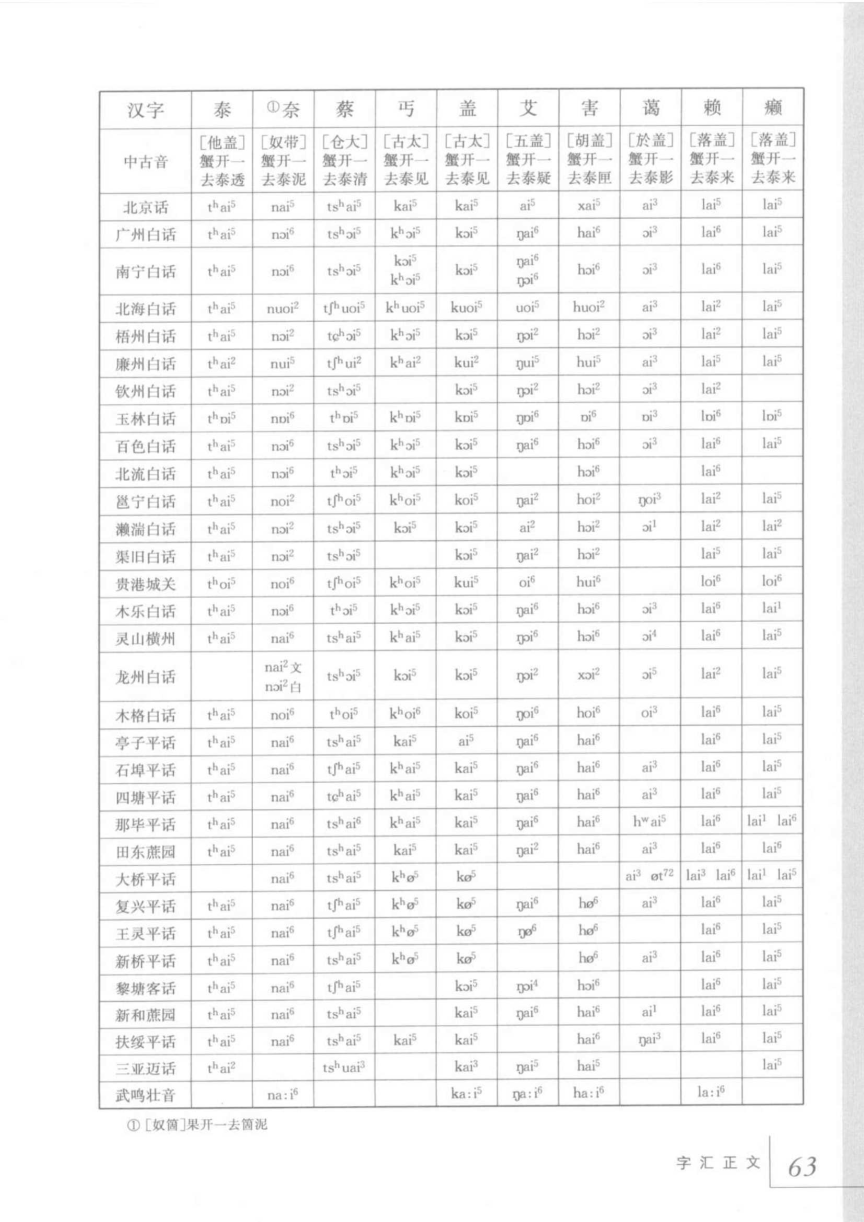 汉字 泰 ①奈 蔡 丐 盖 艾 害 蔼 赖 癞
中古音 [他盖]蟹开一去泰透 [奴带]蟹开一去泰泥 [仓大]蟹开一去泰清 [古太]蟹开一去泰见 [古太]蟹开一去泰见 [五盖]蟹开一去泰疑 [胡盖]蟹开一去泰匣 [於盖]蟹开一去泰影 [落盖]蟹开一去泰来 [落盖]蟹开一去泰来
北京话 tʰai⁵ nai⁵ tsʰai⁵ kai⁵ kai⁵ ai⁵ xai⁵ ai³ lai⁵ lai⁵
广州白话 tʰai⁵ nɔi⁶ tsʰɔi⁵ kʰɔi⁵ kɔi⁵ ŋai⁶ hai⁶ ɔi³ lai⁶ lai⁵
南宁白话 tʰai⁵ nɔi⁶ tsʰɔi⁵ kɔi⁵ kʰɔi⁵ kɔi⁵ ŋai⁶ ŋɔi⁶ hɔi⁶ ɔi³ lai⁶ lai⁵
北海白话 tʰai⁵ nuoi² tʃʰuoi⁵ kʰuoi⁵ kuoi⁵ uoi⁵ huoi² ai³ lai² lai⁵
梧州白话 tʰai⁵ nɔi² tɕʰɔi⁵ kʰɔi⁵ kɔi⁵ ŋɔi² hɔi² ɔi³ lai² lai⁵
廉州白话 tʰai² nui⁵ tʃʰui² kʰai² kui² ŋui⁵ hui⁵ ai³ lai⁵ lai⁵
钦州白话 tʰai⁵ nɔi² tsʰɔi⁵ kɔi⁵ ŋɔi² hɔi² ɔi³ lai²
玉林白话 tʰɒi⁵ nɒi⁶ tʰɒi⁵ kʰɒi⁵ kɒi⁵ ŋɒi⁶ ɒi⁶ ɒi³ lɒi⁶ lɒi⁵
百色白话 tʰai⁵ nɔi⁶ tsʰɔi⁵ kʰɔi⁵ kɔi⁵ ŋai⁶ hɔi⁶ ɔi³ lai⁶ lai⁵
北流白话 tʰai⁵ nɔi⁶ tʰɔi⁵ kʰɔi⁵ kɔi⁵ hɔi⁶ lai⁶
邕宁白话 tʰai⁵ noi² tʃʰoi⁵ kʰoi⁵ koi⁵ ŋai² hoi² ŋoi³ lai² lai⁵
濑湍白话 tʰai⁵ nɔi² tsʰɔi⁵ kɔi⁵ kɔi⁵ ai² hɔi² ɔi¹ lai² lai²
渠旧白话 tʰai⁵ nɔi² tsʰɔi⁵ kɔi⁵ ŋai² hɔi² lai⁵ lai⁵
贵港城关 tʰoi⁵ noi⁶ tʃʰoi⁵ kʰoi⁵ kui⁵ oi⁶ hui⁶ loi⁶ loi⁶
木乐白话 tʰai⁵ nɔi⁶ tʰɔi⁵ kʰɔi⁵ kɔi⁵ ŋai⁶ hɔi⁶ ɔi³ lai⁶ lai¹
灵山横州 tʰai⁵ nai⁶ tsʰai⁵ kʰai⁵ kɔi⁵ ŋɔi⁶ hɔi⁶ ɔi⁴ lai⁶ lai⁵
龙州白话 nai²文 nɔi²白 tsʰɔi⁵ kɔi⁵ kɔi⁵ ŋɔi² xɔi² ɔi⁵ lai² lai⁵
木格白话 tʰai⁵ noi⁶ tʰoi⁵ kʰoi⁶ koi⁵ ŋoi⁶ hoi⁶ oi³ lai⁶ lai⁵
亭子平话 tʰai⁵ nai⁶ tsʰai⁵ kai⁵ ai⁵ ŋai⁶ hai⁶ lai⁶ lai⁵
石埠平话 tʰai⁵ nai⁶ tʃʰai⁵ kʰai⁵ kai⁵ ŋai⁶ hai⁶ ai³ lai⁶ lai⁵
四塘平话 tʰai⁵ nai⁶ tɕʰai⁵ kʰai⁵ kai⁵ ŋai⁶ hai⁶ ai³ lai⁶ lai⁵
那毕平话 tʰai⁵ nai⁶ tsʰai⁶ kʰai⁵ kai⁵ ŋai⁶ hai⁶ hʷai⁵ lai⁶ lai¹ lai⁶
田东蔗园 tʰai⁵ nai⁶ tsʰai⁵ kai⁵ kai⁵ ŋai² hai⁶ ai³ lai⁶ lai⁶
大桥平话 nai⁶ tsʰai⁵ kʰø⁵ kø⁵ ai³ øt⁷² lai³ lai⁶ lai¹ lai⁵
复兴平话 tʰai⁵ nai⁶ tʃʰai⁵ kʰø⁵ kø⁵ ŋai⁶ hø⁶ ai³ lai⁶ lai⁵
王灵平话 tʰai⁵ nai⁶ tʃʰai⁵ kʰø⁵ kø⁵ ŋø⁶ hø⁶ lai⁶ lai⁵
新桥平话 tʰai⁵ nai⁶ tsʰai⁵ kʰø⁵ kø⁵ hø⁶ ai³ lai⁶ lai⁵
黎塘客话 tʰai⁵ nai⁶ tʃʰai⁵ kɔi⁵ ŋɔi⁴ hɔi⁶ lai⁶ lai⁵
新和蔗园 tʰai⁵ nai⁶ tsʰai⁵ kai⁵ ŋai⁶ hai⁶ ai¹ lai⁶ lai⁵
扶绥平话 tʰai⁵ nai⁶ tsʰai⁵ kai⁵ kai⁵ hai⁶ ŋai³ lai⁶ lai⁵
三亚迈话 tʰai² tsʰuai³ kai³ ŋai⁵ hai⁵ lai⁵
武鸣壮音 na:i⁶ ka:i⁵ ŋa:i⁶ ha:i⁶ la:i⁶
①[奴箇]果开一去箇泥
字汇正文 63